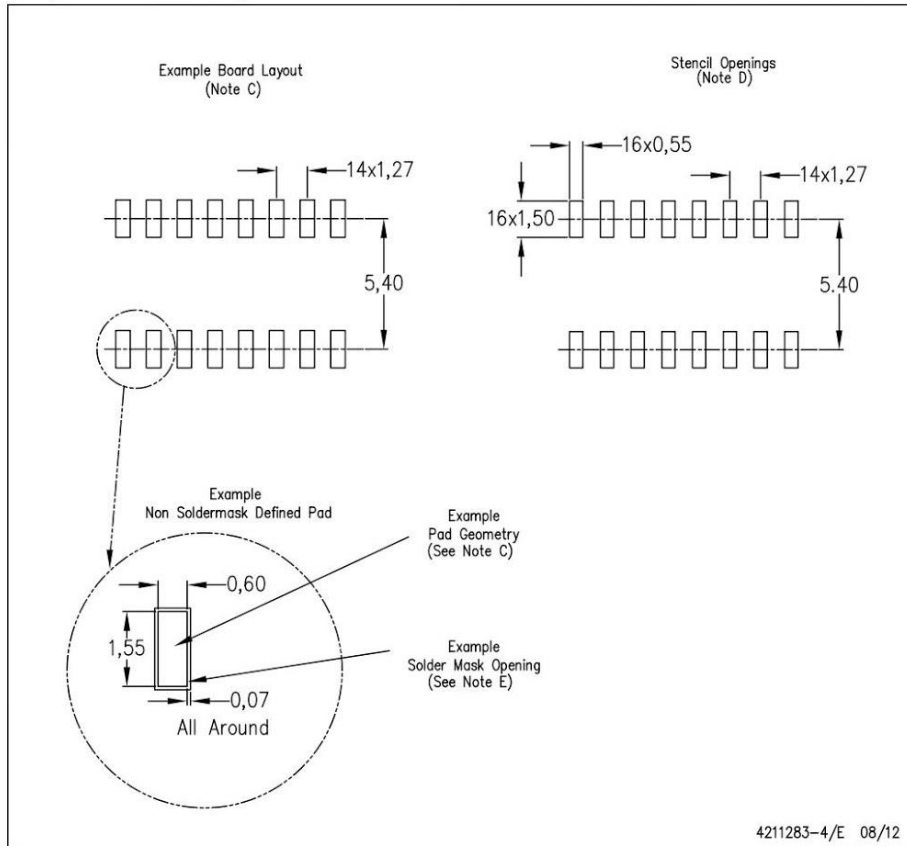 Example Board Layout
(Note C)
Stencil Openings
(Note D)
14x1,27
5,40
16x0,55
14x1,27
16x1,50
5.40
Example
Non Soldermask Defined Pad
Example
Pad Geometry
(See Note C)
0,60
1,55
Example
Solder Mask Opening
(See Note E)
0,07
All Around
4211283-4/E 08/12